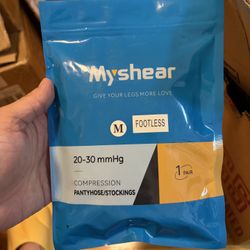 Myshear
GIVE YOUR LEGS MORE LOVE
M
FOOTLESS
20-30 mmHg
COMPRESSION
PANTYHOSE/STOCKINGS
1 PAIR